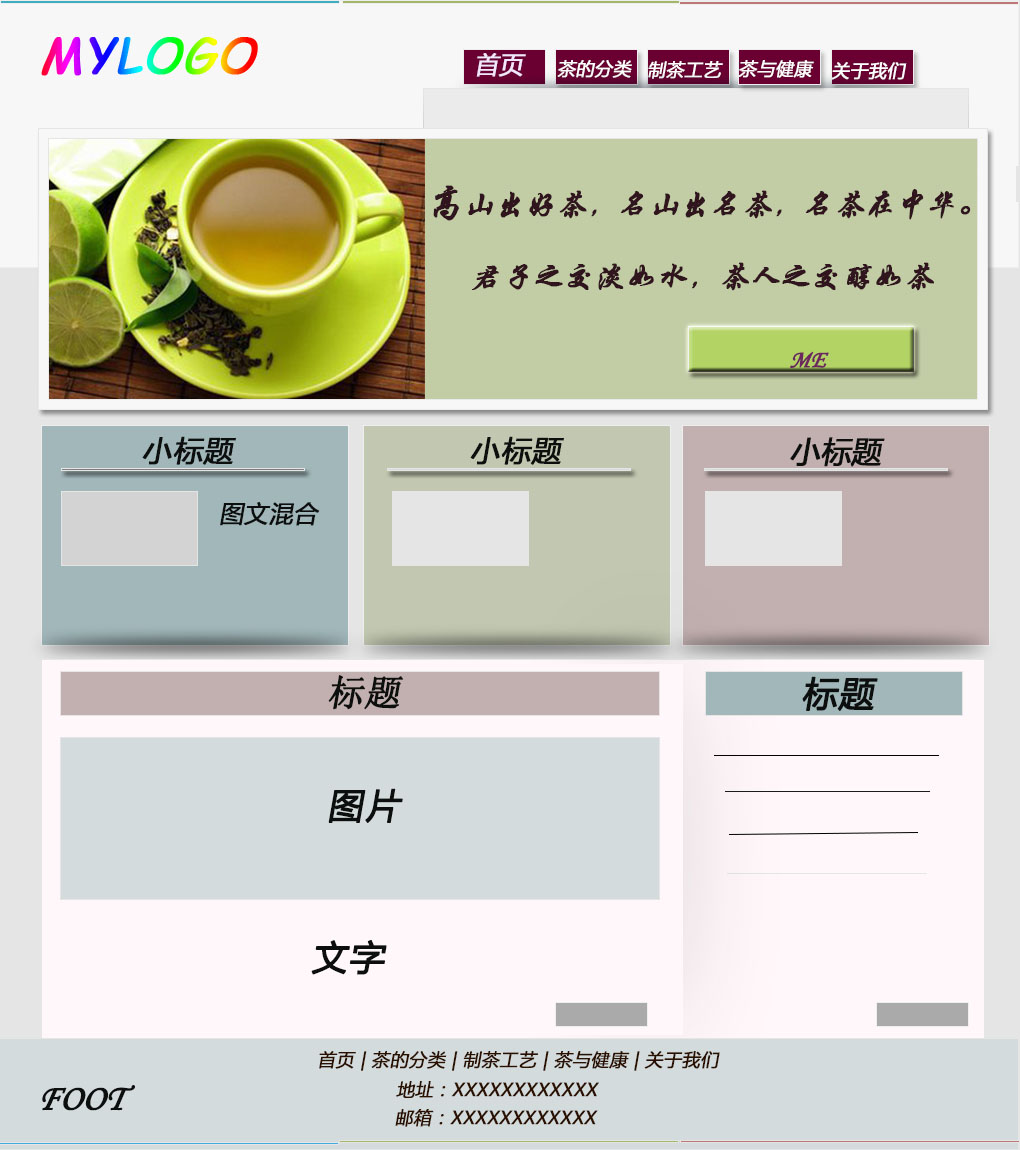 MYLOGO
首页 茶的分类 制茶工艺 茶与健康 关于我们
高山出好茶，名山出名茶，名茶在中华。
君子之交淡如水，茶人之交醇如茶
ME
小标题 小标题 小标题
图文混合
标题 标题
图片
文字
首页 | 茶的分类 | 制茶工艺 | 茶与健康 | 关于我们
地址：XXXXXXXXXXXX
FOOT
邮箱：XXXXXXXXXXXX